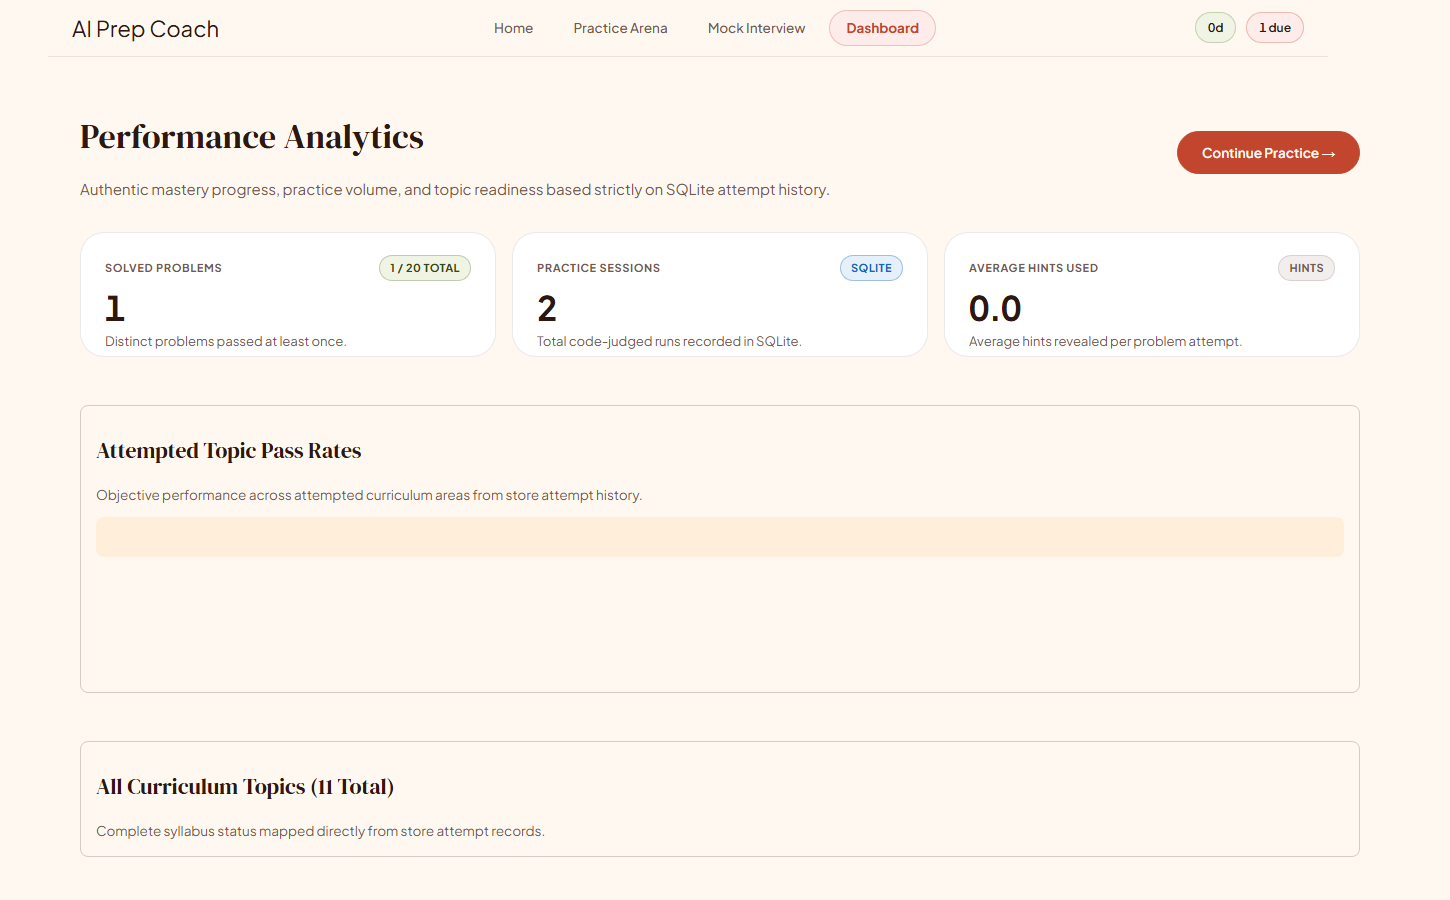 AI Prep Coach
Home
Practice Arena
Mock Interview
Dashboard
0d
1 due
Performance Analytics
Continue Practice →
Authentic mastery progress, practice volume, and topic readiness based strictly on SQLite attempt history.
SOLVED PROBLEMS
1 / 20 TOTAL
1
Distinct problems passed at least once.
PRACTICE SESSIONS
SQLITE
2
Total code-judged runs recorded in SQLite.
AVERAGE HINTS USED
HINTS
0.0
Average hints revealed per problem attempt.
Attempted Topic Pass Rates
Objective performance across attempted curriculum areas from store attempt history.
All Curriculum Topics (11 Total)
Complete syllabus status mapped directly from store attempt records.